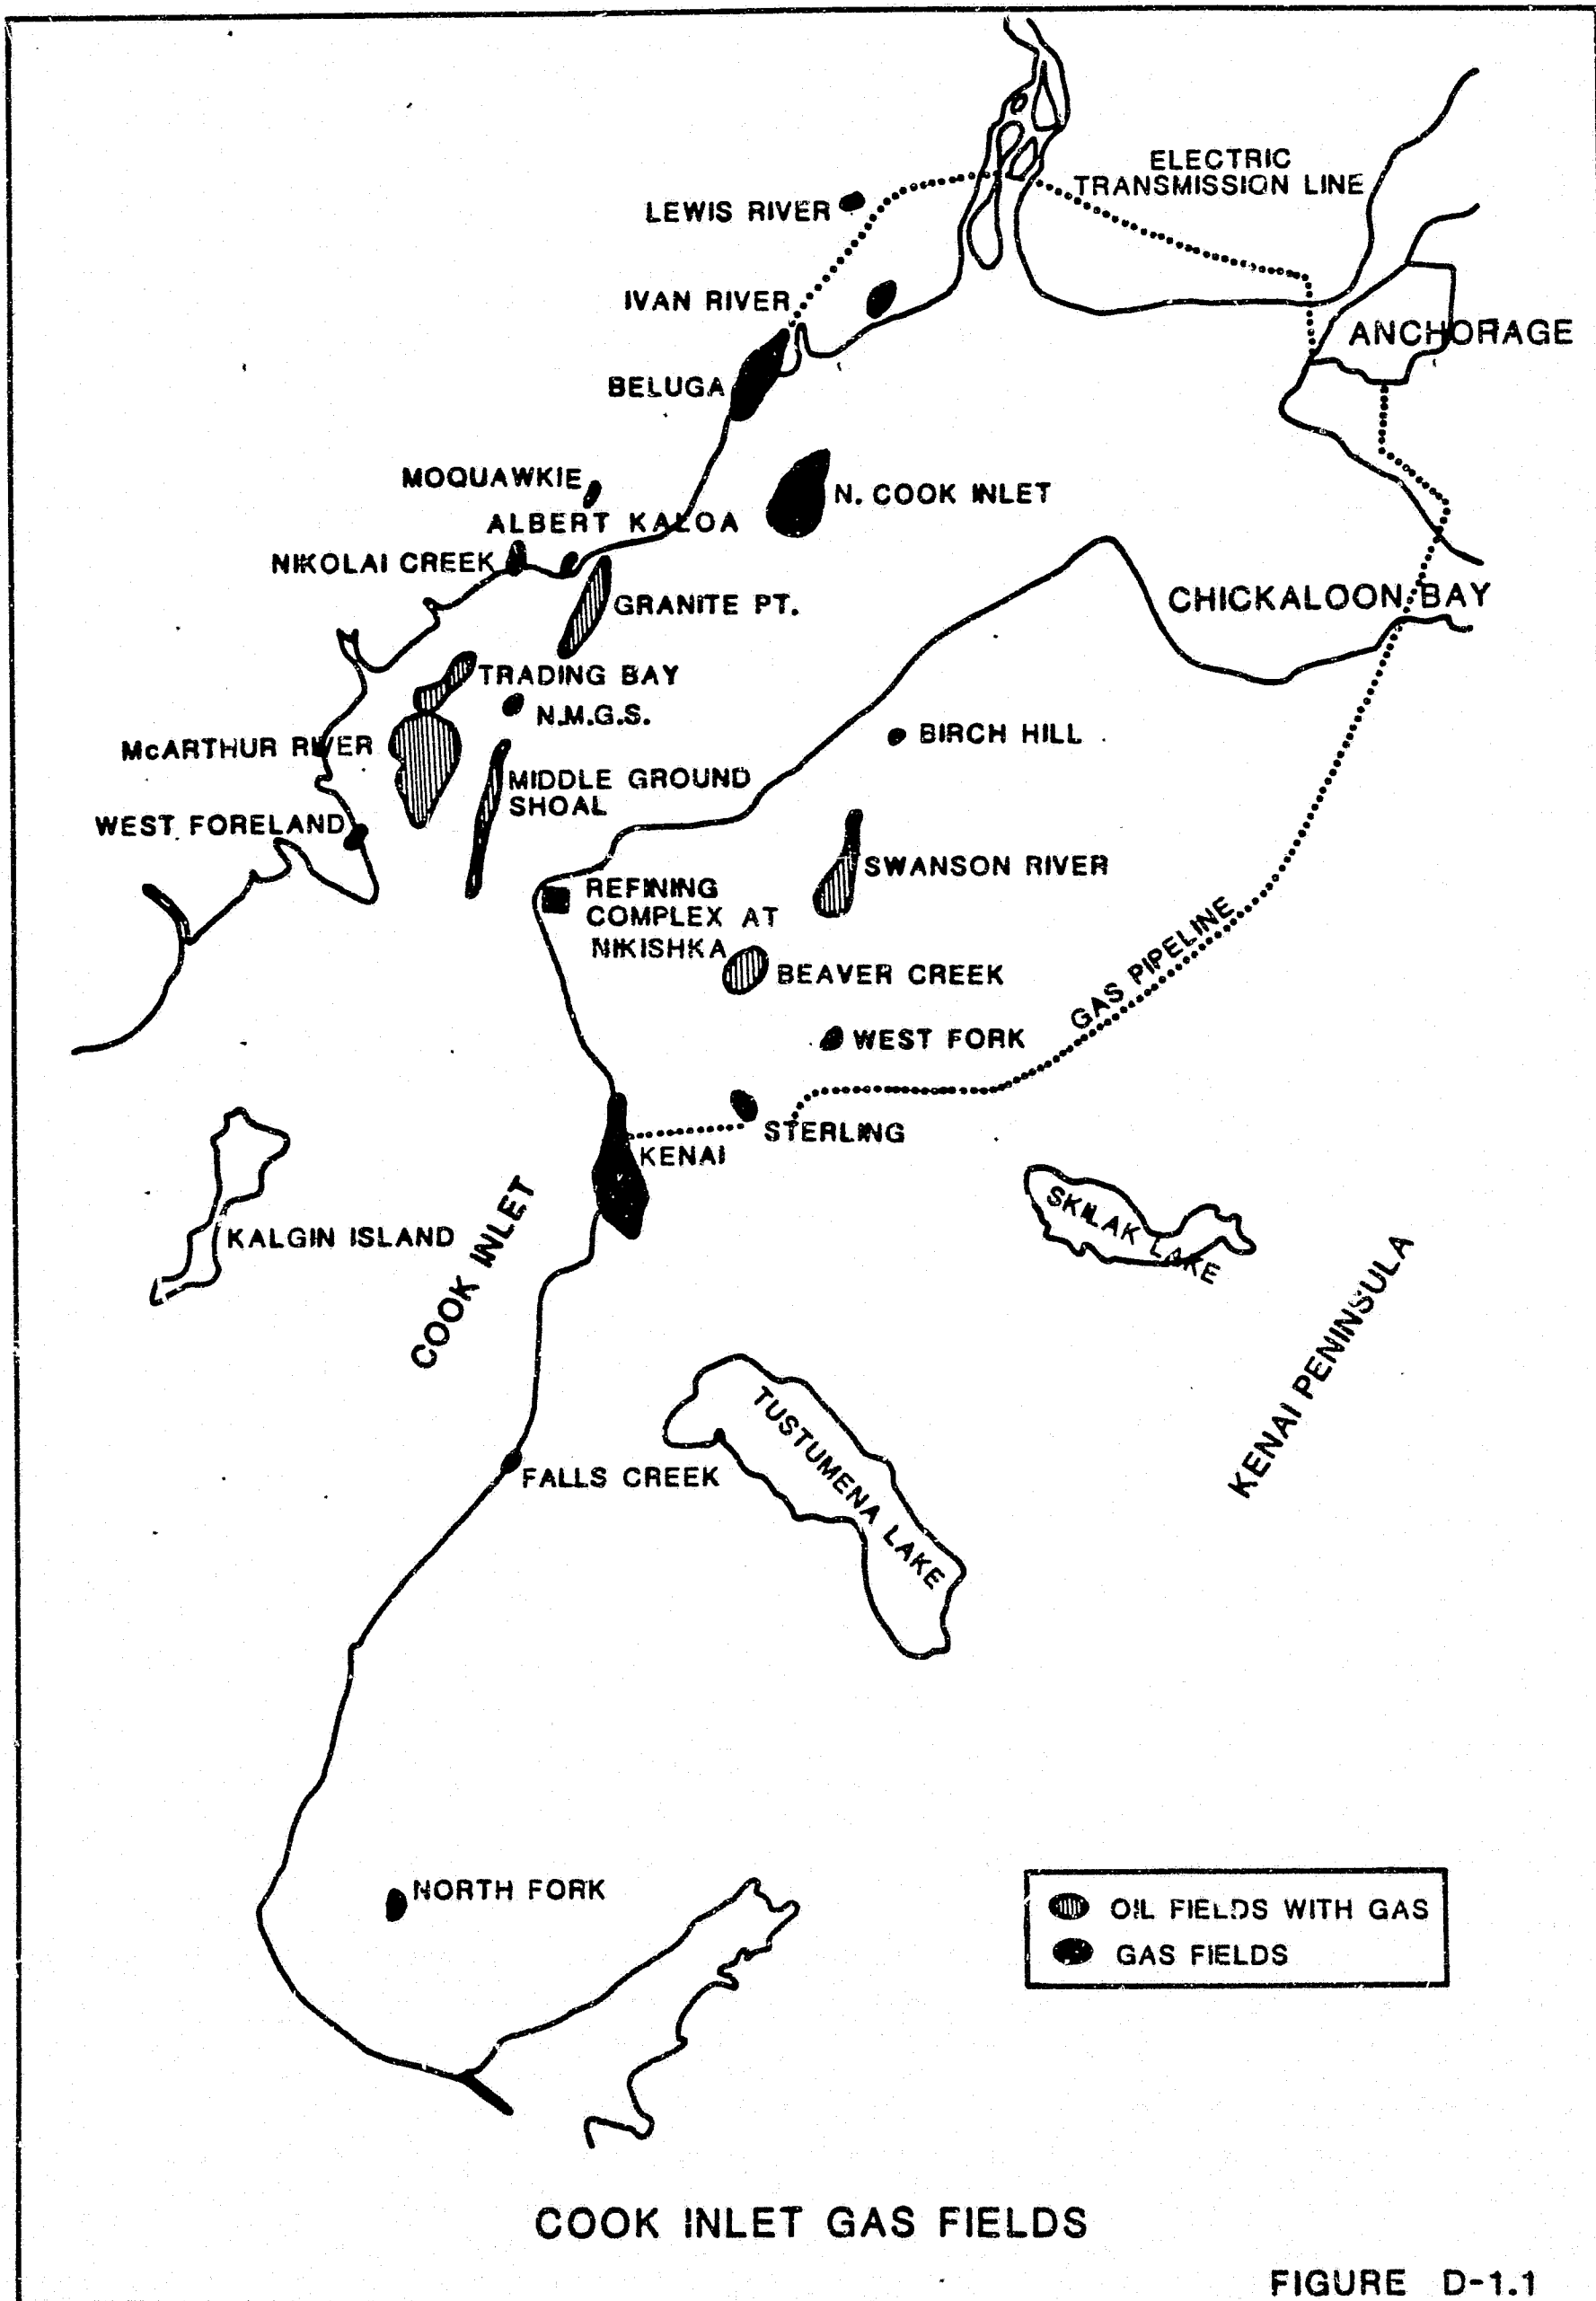 ELECTRIC
TRANSMISSION LINE
LEWIS RIVER
IVAN RIVER
ANCHORAGE
BELUGA
MOQUAWKIE
N. COOK INLET
ALBERT KALOA
NIKOLAI CREEK
CHICKALOON BAY
GRANITE PT.
TRADING BAY
N.M.G.S.
BIRCH HILL
McARTHUR RIVER
MIDDLE GROUND
SHOAL
WEST FORELAND
SWANSON RIVER
REFINING
COMPLEX AT
NIKISHKA
BEAVER CREEK
GAS PIPELINE
WEST FORK
STERLING
KENAI
SKILAK LAKE
KALGIN ISLAND
COOK INLET
KENAI PENINSULA
TUSTUMENA LAKE
FALLS CREEK
NORTH FORK
OIL FIELDS WITH GAS
GAS FIELDS
COOK INLET GAS FIELDS
FIGURE D-1.1